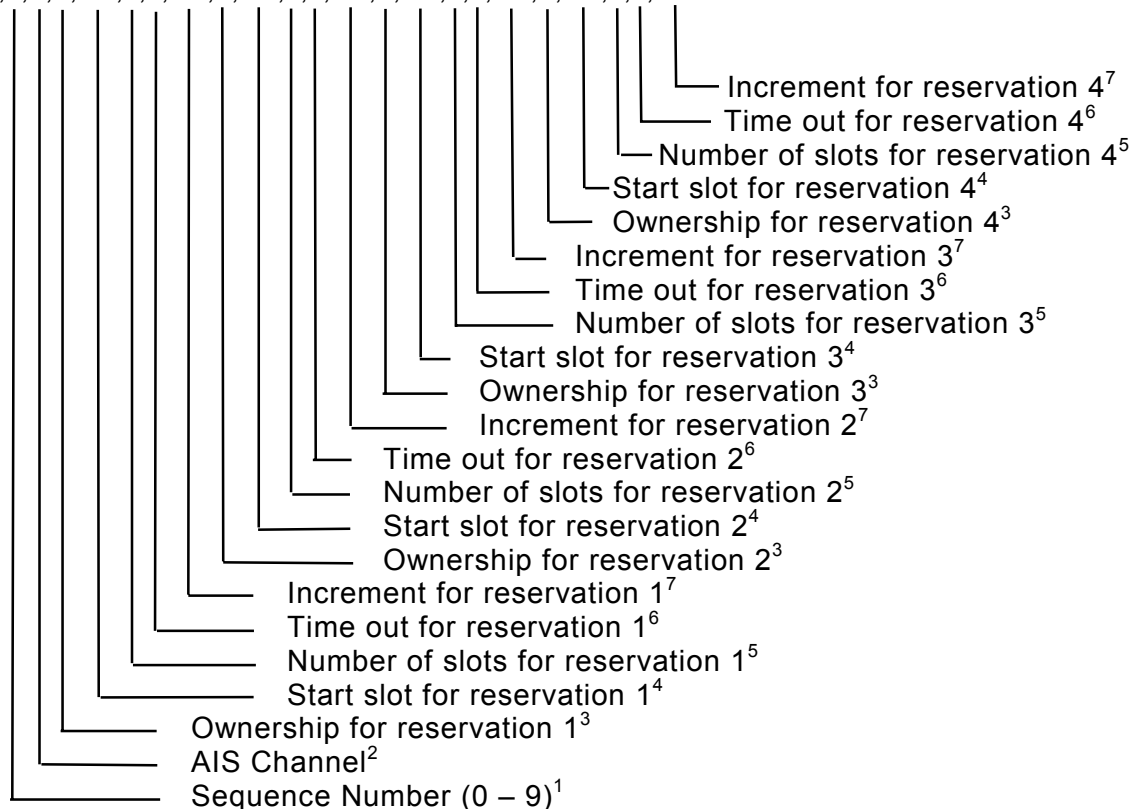 Increment for reservation 4⁷
Time out for reservation 4⁶
Number of slots for reservation 4⁵
Start slot for reservation 4⁴
Ownership for reservation 4³
Increment for reservation 3⁷
Time out for reservation 3⁶
Number of slots for reservation 3⁵
Start slot for reservation 3⁴
Ownership for reservation 3³
Increment for reservation 2⁷
Time out for reservation 2⁶
Number of slots for reservation 2⁵
Start slot for reservation 2⁴
Ownership for reservation 2³
Increment for reservation 1⁷
Time out for reservation 1⁶
Number of slots for reservation 1⁵
Start slot for reservation 1⁴
Ownership for reservation 1³
AIS Channel²
Sequence Number (0 – 9)¹